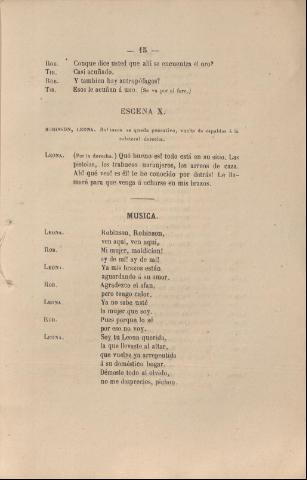 — 15 —
ROB. Conque dice usted que allí se encuentra el oro?
TIB. Casi acuñado.
ROB. Y tambien hay antropófagos?
TIB. Esos le acuñan á uno. (Se va por el foro.)
ESCENA X.
ROBINSON, LEONA. Robinson se queda pensativo, vuelto de espaldas á la
lateral derecha.
LEONA. (Por la derecha.) Qué bueno es! todo está en su sitio. Las
pistolas, los trabucos naranjeros, los arreos de caza.
Ah! qué veo! es él! le he conocido por detrás! Le lla-
maré para que venga á echarse en mis brazos.
MUSICA.
LEONA. Robinson, Robinson,
ven aquí, ven aquí,
ROB. Mi mujer, maldicion!
ay de mí! ay de mí!
LEONA. Ya mis brazos están
aguardando á su amor.
ROB. Agradezco el afan,
pero tengo calor.
LEONA Ya no sabe usté
la mujer que soy.
ROB. Pues porque lo sé
por eso no voy.
LEONA. Soy tu Leona querida,
la que llevaste al altar,
que vuelve ya arrepentida
á su doméstico hogar.
Démoslo todo al olvido,
no me desprecies, pichon.